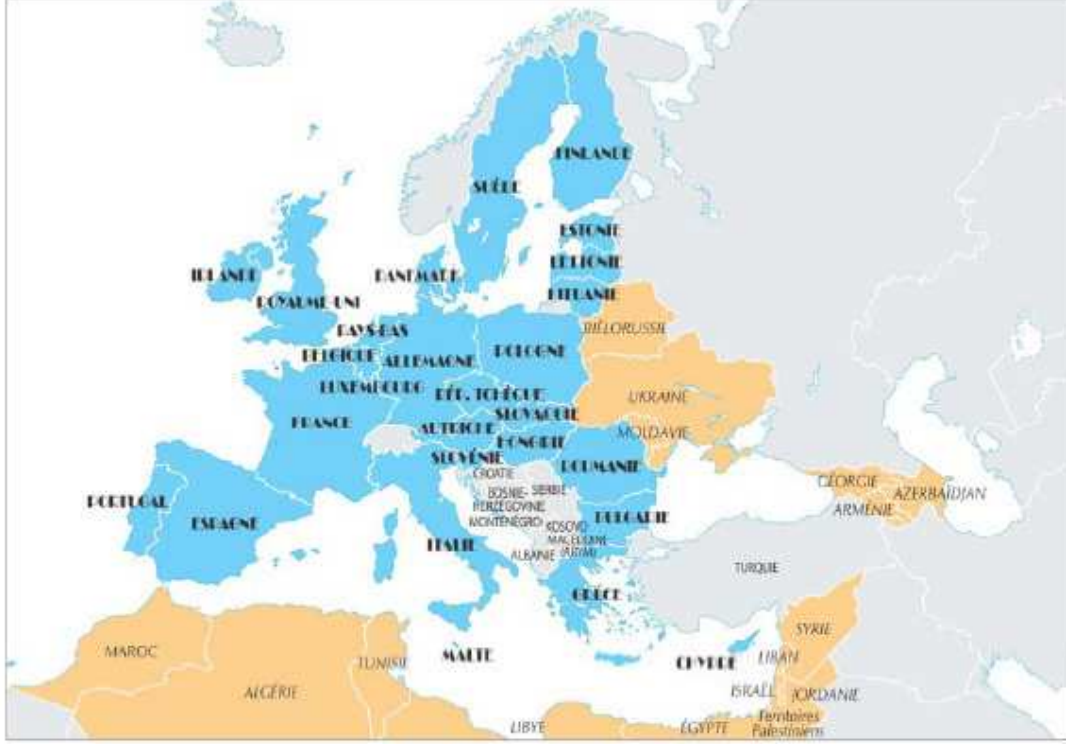 FINLANDE
SUÈDE
ESTONIE
LETTONIE
LITUANIE
IRLANDE
DANEMARK
ROYAUME-UNI
BIÉLORUSSIE
PAYS-BAS
BELGIQUE
ALLEMAGNE
POLOGNE
LUXEMBOURG
RÉP. TCHÈQUE
UKRAINE
SLOVAQUIE
FRANCE
AUTRICHE
MOLDAVIE
HONGRIE
SLOVÉNIE
ROUMANIE
CROATIE
GÉORGIE
BOSNIE-
HERZÉGOVINE
SERBIE
AZERBAÏDJAN
PORTUGAL
ESPAGNE
ARMÉNIE
MONTÉNÉGRO
BULGARIE
KOSOVO
ITALIE
MACÉDOINE
(ARYM)
ALBANIE
TURQUIE
GRÈCE
SYRIE
MAROC
TUNISIE
MALTE
CHYPRE
LIBAN
ALGÉRIE
ISRAËL
JORDANIE
LIBYE
ÉGYPTE
Territoires
Palestiniens